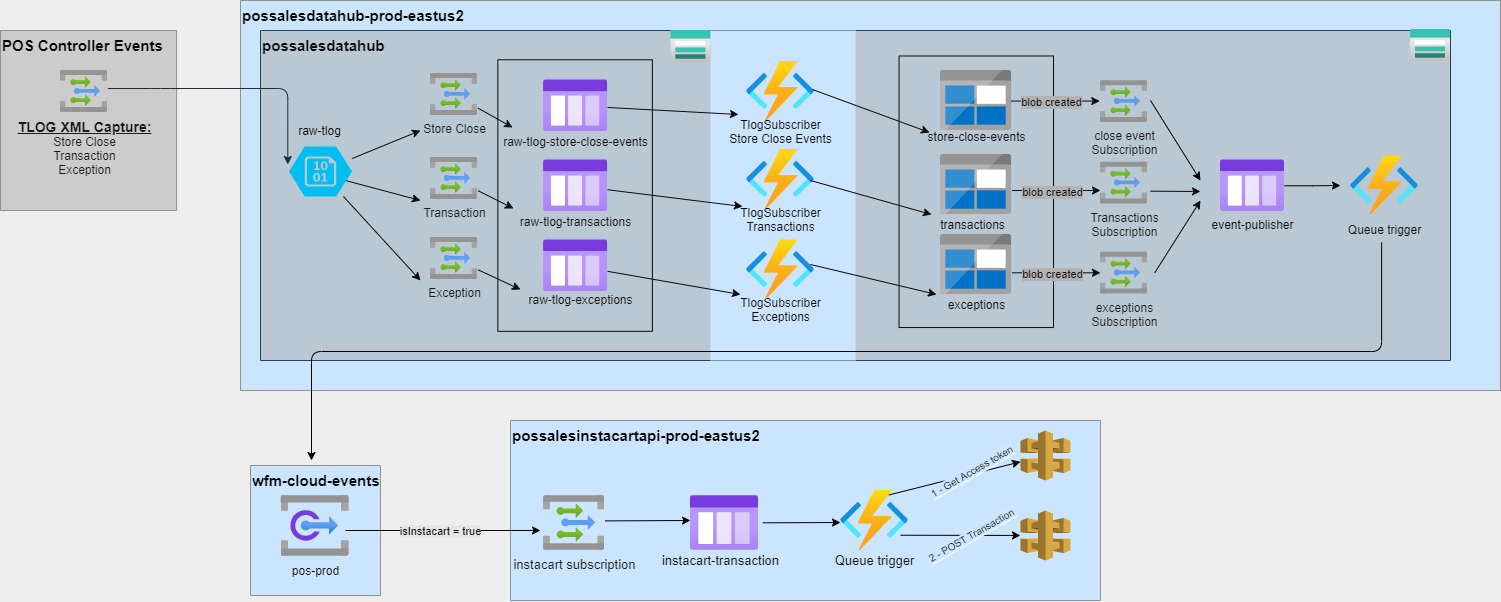 possalesdatahub-prod-eastus2
POS Controller Events
TLOG XML Capture:
Store Close
Transaction
Exception
possalesdatahub
raw-tlog
10
01
Store Close
Transaction
Exception
raw-tlog-store-close-events
raw-tlog-transactions
raw-tlog-exceptions
TlogSubscriber
Store Close Events
TlogSubscriber
Transactions
TlogSubscriber
Exceptions
store-close-events
transactions
exceptions
blob created
blob created
blob created
close event
Subscription
Transactions
Subscription
exceptions
Subscription
event-publisher
Queue trigger
wfm-cloud-events
pos-prod
isInstacart = true
possalesinstacartapi-prod-eastus2
instacart subscription
instacart-transaction
Queue trigger
1 - Get Access token
2 - POST Transaction